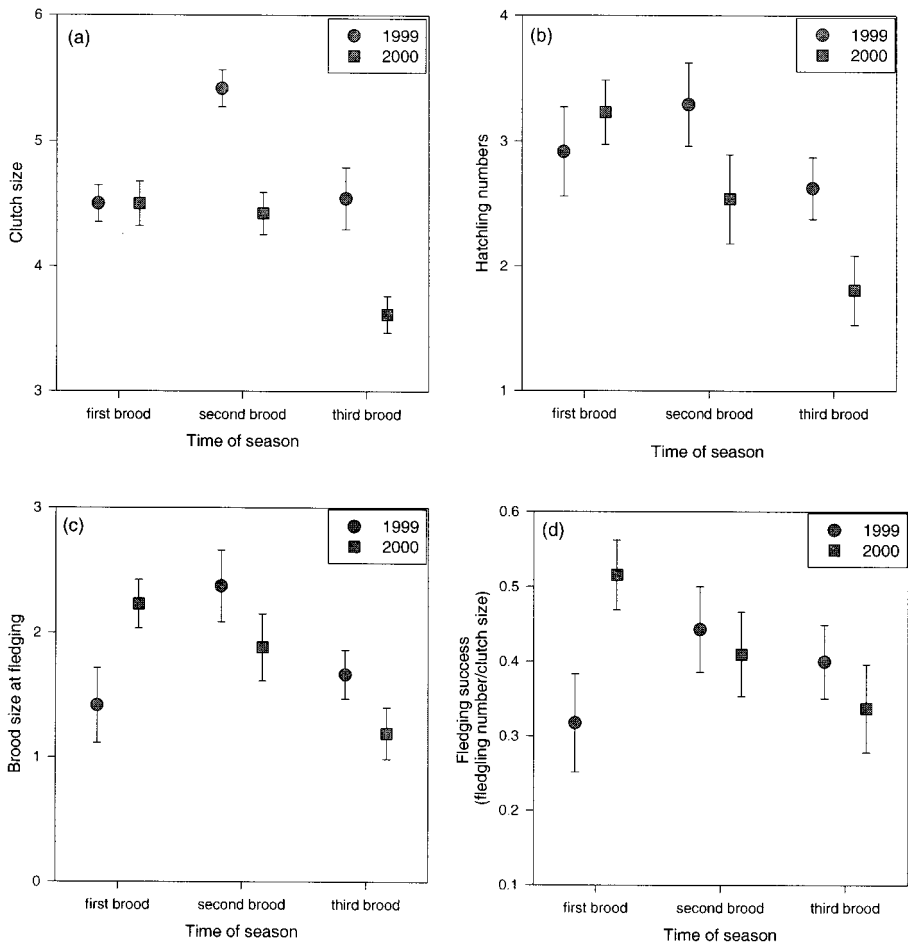 (a)
1999
2000
6
5
4
3
Clutch size
first brood
second brood
third brood
Time of season
(b)
1999
2000
4
3
2
1
Hatchling numbers
first brood
second brood
third brood
Time of season
(c)
1999
2000
3
2
1
0
Brood size at fledging
first brood
second brood
third brood
Time of season
(d)
1999
2000
0.6
0.5
0.4
0.3
0.2
0.1
Fledging success
(fledgling number/clutch size)
first brood
second brood
third brood
Time of season